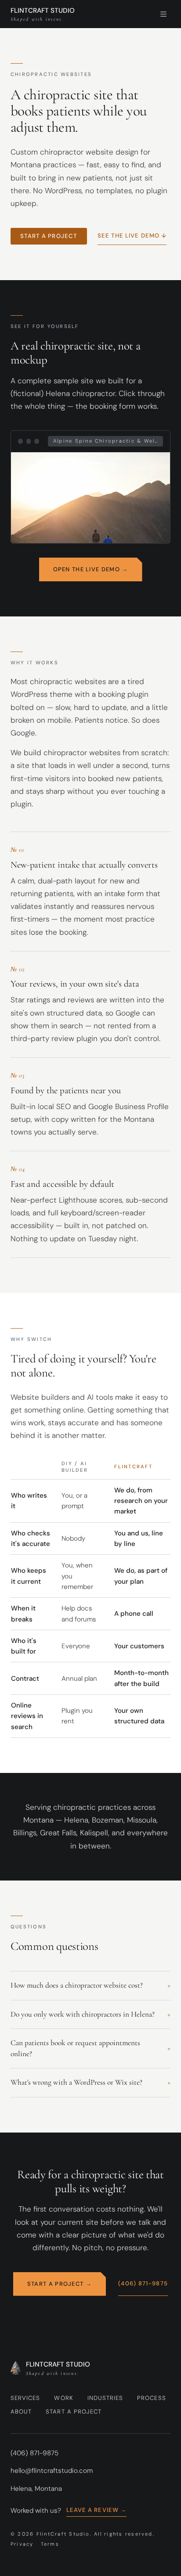 FLINTCRAFT STUDIO
Shaped with intent.
CHIROPRACTIC WEBSITES
A chiropractic site that
books patients while you
adjust them.
Custom chiropractor website design for
Montana practices — fast, easy to find, and
built to bring in new patients, not just sit
there. No WordPress, no templates, no plugin
upkeep.
START A PROJECT
SEE THE LIVE DEMO ↓
SEE IT FOR YOURSELF
A real chiropractic site, not a
mockup
A complete sample site we built for a
(fictional) Helena chiropractor. Click through
the whole thing — the booking form works.
Alpine Spine Chiropractic & Wel…
OPEN THE LIVE DEMO →
WHY IT WORKS
Most chiropractic websites are a tired
WordPress theme with a booking plugin
bolted on — slow, hard to update, and a little
broken on mobile. Patients notice. So does
Google.
We build chiropractor websites from scratch:
a site that loads in well under a second, turns
first-time visitors into booked new patients,
and stays sharp without you ever touching a
plugin.
№ 01
New-patient intake that actually converts
A calm, dual-path layout for new and
returning patients, with an intake form that
validates instantly and reassures nervous
first-timers — the moment most practice
sites lose the booking.
№ 02
Your reviews, in your own site's data
Star ratings and reviews are written into the
site's own structured data, so Google can
show them in search — not rented from a
third-party review plugin you don't control.
№ 03
Found by the patients near you
Built-in local SEO and Google Business Profile
setup, with copy written for the Montana
towns you actually serve.
№ 04
Fast and accessible by default
Near-perfect Lighthouse scores, sub-second
loads, and full keyboard/screen-reader
accessibility — built in, not patched on.
Nothing to update on Tuesday night.
WHY SWITCH
Tired of doing it yourself? You're
not alone.
Website builders and AI tools make it easy to
get something online. Getting something that
wins work, stays accurate and has someone
behind it is another matter.
DIY / AI
BUILDER
FLINTCRAFT
Who writes
it
You, or a
prompt
We do, from
research on your
market
Who checks
it's accurate
Nobody
You and us, line
by line
Who keeps
it current
You, when
you
remember
We do, as part of
your plan
When it
breaks
Help docs
and forums
A phone call
Who it's
built for
Everyone
Your customers
Contract
Annual plan
Month-to-month
after the build
Online
reviews in
search
Plugin you
rent
Your own
structured data
Serving chiropractic practices across
Montana — Helena, Bozeman, Missoula,
Billings, Great Falls, Kalispell, and everywhere
in between.
QUESTIONS
Common questions
How much does a chiropractor website cost? +
Do you only work with chiropractors in Helena? +
Can patients book or request appointments
online? +
What's wrong with a WordPress or Wix site? +
Ready for a chiropractic site that
pulls its weight?
The first conversation costs nothing. We'll
look at your current site before we talk and
come with a clear picture of what we'd do
differently. No pitch, no pressure.
START A PROJECT →
(406) 871-9875
FLINTCRAFT STUDIO
Shaped with intent.
SERVICES WORK INDUSTRIES PROCESS
ABOUT START A PROJECT
(406) 871-9875
hello@flintcraftstudio.com
Helena, Montana
Worked with us? LEAVE A REVIEW →
© 2026 FlintCraft Studio. All rights reserved.
Privacy Terms